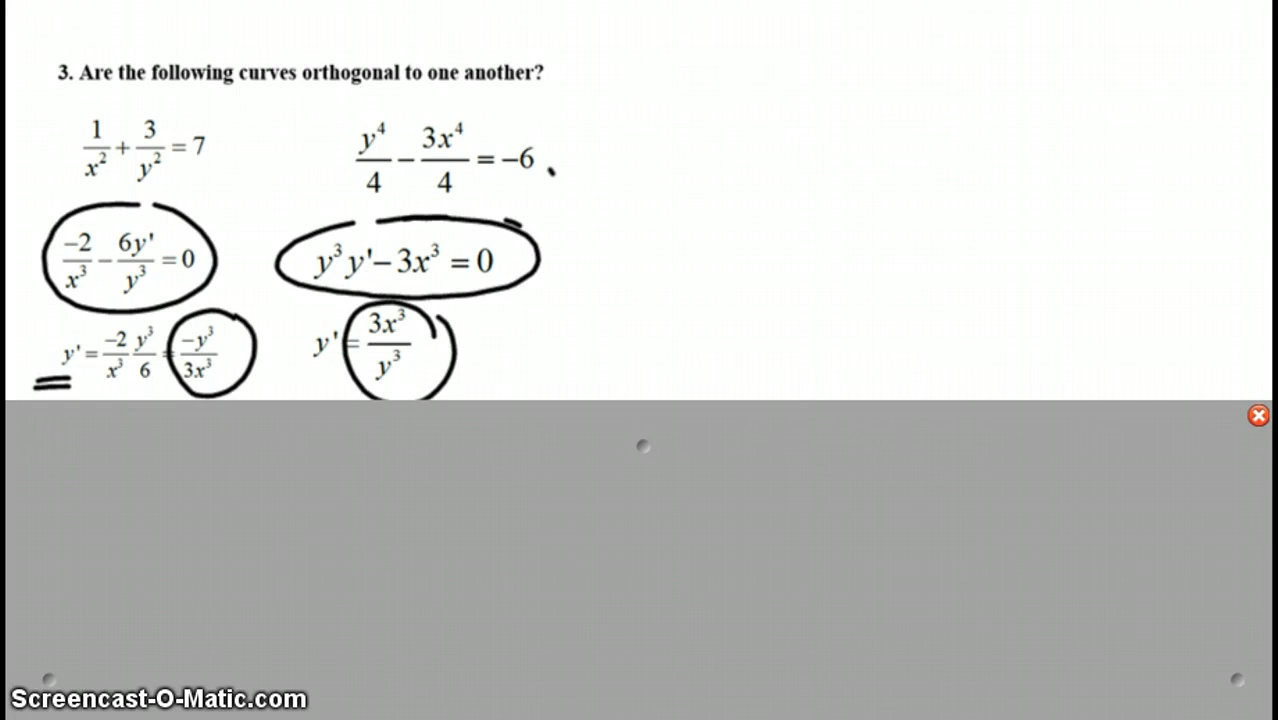 3. Are the following curves orthogonal to one another?
1/x² + 3/y² = 7    y⁴/4 − 3x⁴/4 = −6
−2/x³ − 6y'/y³ = 0    y³y' − 3x³ = 0
y' = −2/x³ y³/6 = −y³/3x³    y' = 3x³/y³
Screencast-O-Matic.com